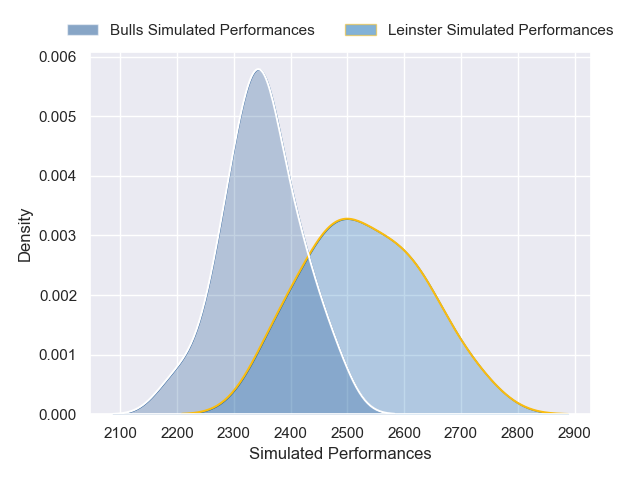 Bulls Simulated Performances
Leinster Simulated Performances
0.006
0.005
0.004
0.003
0.002
0.001
0.000
Density
2100 2200 2300 2400 2500 2600 2700 2800 2900
Simulated Performances